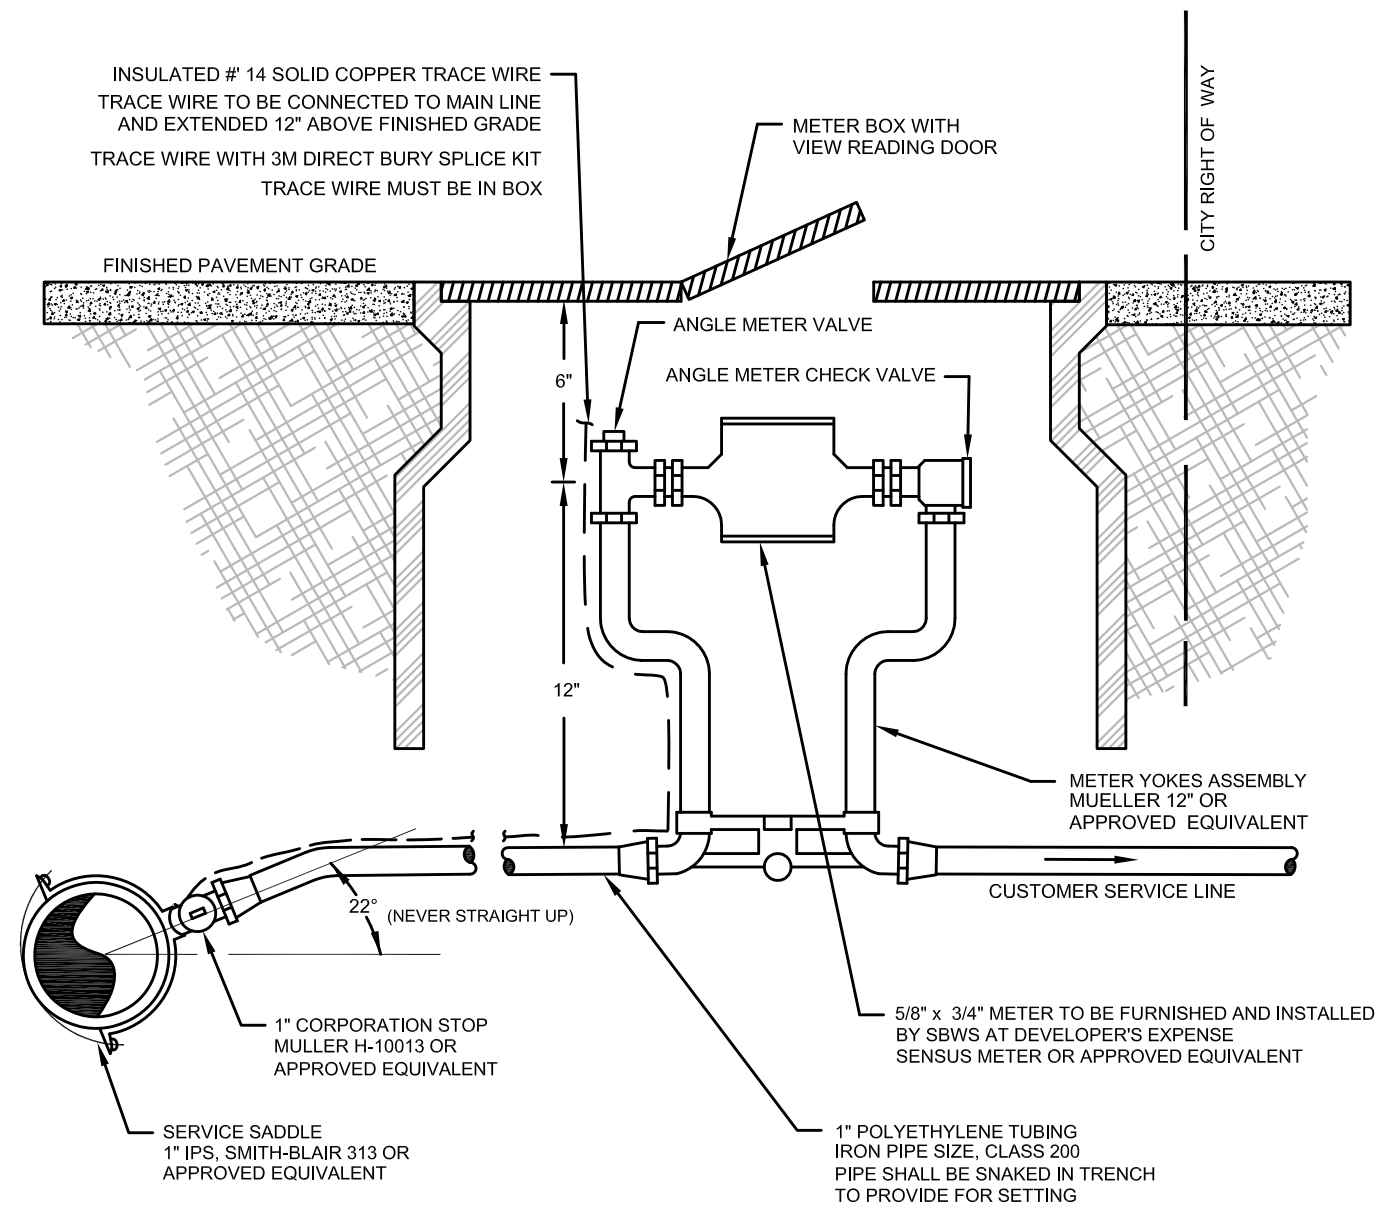 INSULATED #' 14 SOLID COPPER TRACE WIRE
TRACE WIRE TO BE CONNECTED TO MAIN LINE
AND EXTENDED 12" ABOVE FINISHED GRADE
TRACE WIRE WITH 3M DIRECT BURY SPLICE KIT
TRACE WIRE MUST BE IN BOX
METER BOX WITH
VIEW READING DOOR
CITY RIGHT OF WAY
FINISHED PAVEMENT GRADE
ANGLE METER VALVE
ANGLE METER CHECK VALVE
6"
12"
METER YOKES ASSEMBLY
MUELLER 12" OR
APPROVED EQUIVALENT
CUSTOMER SERVICE LINE
22°
(NEVER STRAIGHT UP)
1" CORPORATION STOP
MULLER H-10013 OR
APPROVED EQUIVALENT
5/8" x 3/4" METER TO BE FURNISHED AND INSTALLED
BY SBWS AT DEVELOPER'S EXPENSE
SENSUS METER OR APPROVED EQUIVALENT
SERVICE SADDLE
1" IPS, SMITH-BLAIR 313 OR
APPROVED EQUIVALENT
1" POLYETHYLENE TUBING
IRON PIPE SIZE, CLASS 200
PIPE SHALL BE SNAKED IN TRENCH
TO PROVIDE FOR SETTING